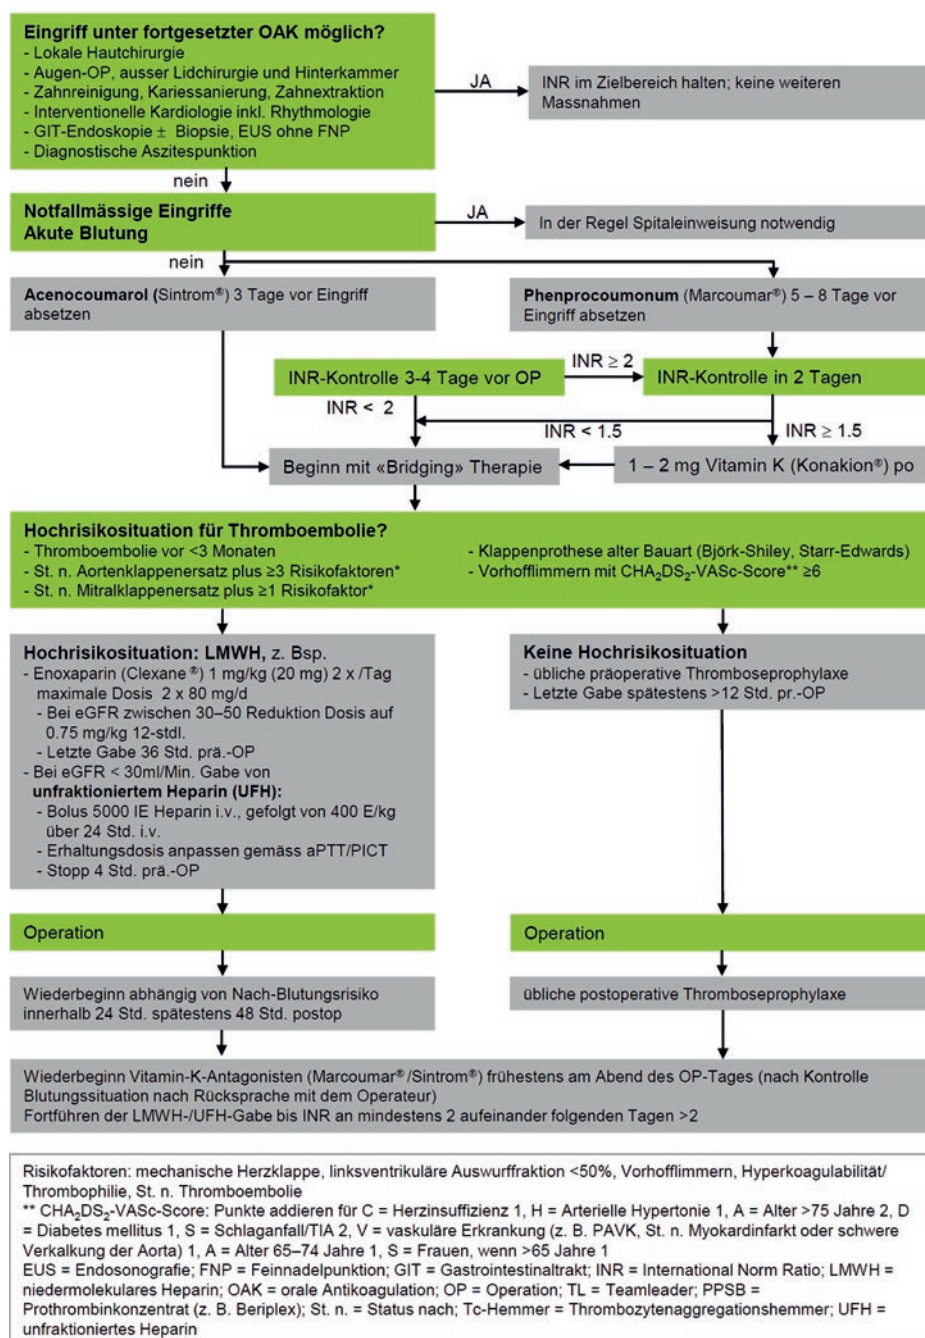 Eingriff unter fortgesetzter OAK möglich?
- Lokale Hautchirurgie
- Augen-OP, ausser Lidchirurgie und Hinterkammer
- Zahnreinigung, Kariessanierung, Zahnextraktion
- Interventionelle Kardiologie inkl. Rhythmologie
- GIT-Endoskopie ± Biopsie, EUS ohne FNP
- Diagnostische Aszitespunktion
JA
INR im Zielbereich halten; keine weiteren
Massnahmen
nein
Notfallmässige Eingriffe
Akute Blutung
JA
In der Regel Spitaleinweisung notwendig
nein
Acenocoumarol (Sintrom®) 3 Tage vor Eingriff
absetzen
Phenprocoumonum (Marcoumar®) 5 – 8 Tage vor
Eingriff absetzen
INR-Kontrolle 3-4 Tage vor OP
INR ≥ 2
INR-Kontrolle in 2 Tagen
INR < 2
INR < 1.5
INR ≥ 1.5
Beginn mit «Bridging» Therapie
1 – 2 mg Vitamin K (Konakion®) po
Hochrisikosituation für Thromboembolie?
- Thromboembolie vor <3 Monaten
- St. n. Aortenklappenersatz plus ≥3 Risikofaktoren*
- St. n. Mitralklappenersatz plus ≥1 Risikofaktor*
- Klappenprothese alter Bauart (Björk-Shiley, Starr-Edwards)
- Vorhofflimmern mit CHA₂DS₂-VASc-Score** ≥6
Hochrisikosituation: LMWH, z. Bsp.
- Enoxaparin (Clexane®) 1 mg/kg (20 mg) 2 x /Tag
maximale Dosis 2 x 80 mg/d
- Bei eGFR zwischen 30–50 Reduktion Dosis auf
0.75 mg/kg 12-stdl.
- Letzte Gabe 36 Std. prä.-OP
- Bei eGFR < 30ml/Min. Gabe von
unfraktioniertem Heparin (UFH):
- Bolus 5000 IE Heparin i.v., gefolgt von 400 E/kg
über 24 Std. i.v.
- Erhaltungsdosis anpassen gemäss aPTT/PICT
- Stopp 4 Std. prä.-OP
Keine Hochrisikosituation
- übliche präoperative Thromboseprophylaxe
- Letzte Gabe spätestens >12 Std. pr.-OP
Operation
Operation
Wiederbeginn abhängig von Nach-Blutungsrisiko
innerhalb 24 Std. spätestens 48 Std. postop
übliche postoperative Thromboseprophylaxe
Wiederbeginn Vitamin-K-Antagonisten (Marcoumar®/Sintrom®) frühestens am Abend des OP-Tages (nach Kontrolle
Blutungssituation nach Rücksprache mit dem Operateur)
Fortführen der LMWH-/UFH-Gabe bis INR an mindestens 2 aufeinander folgenden Tagen >2
Risikofaktoren: mechanische Herzklappe, linksventrikuläre Auswurffraktion <50%, Vorhofflimmern, Hyperkoagulabilität/
Thrombophilie, St. n. Thromboembolie
** CHA₂DS₂-VASc-Score: Punkte addieren für C = Herzinsuffizienz 1, H = Arterielle Hypertonie 1, A = Alter >75 Jahre 2, D
= Diabetes mellitus 1, S = Schlaganfall/TIA 2, V = vaskuläre Erkrankung (z. B. PAVK, St. n. Myokardinfarkt oder schwere
Verkalkung der Aorta) 1, A = Alter 65–74 Jahre 1, S = Frauen, wenn >65 Jahre 1
EUS = Endosonografie; FNP = Feinnadelpunktion; GIT = Gastrointestinaltrakt; INR = International Norm Ratio; LMWH =
niedermolekulares Heparin; OAK = orale Antikoagulation; OP = Operation; TL = Teamleader; PPSB =
Prothrombinkonzentrat (z. B. Beriplex); St. n. = Status nach; Tc-Hemmer = Thrombozytenaggregationshemmer; UFH =
unfraktioniertes Heparin